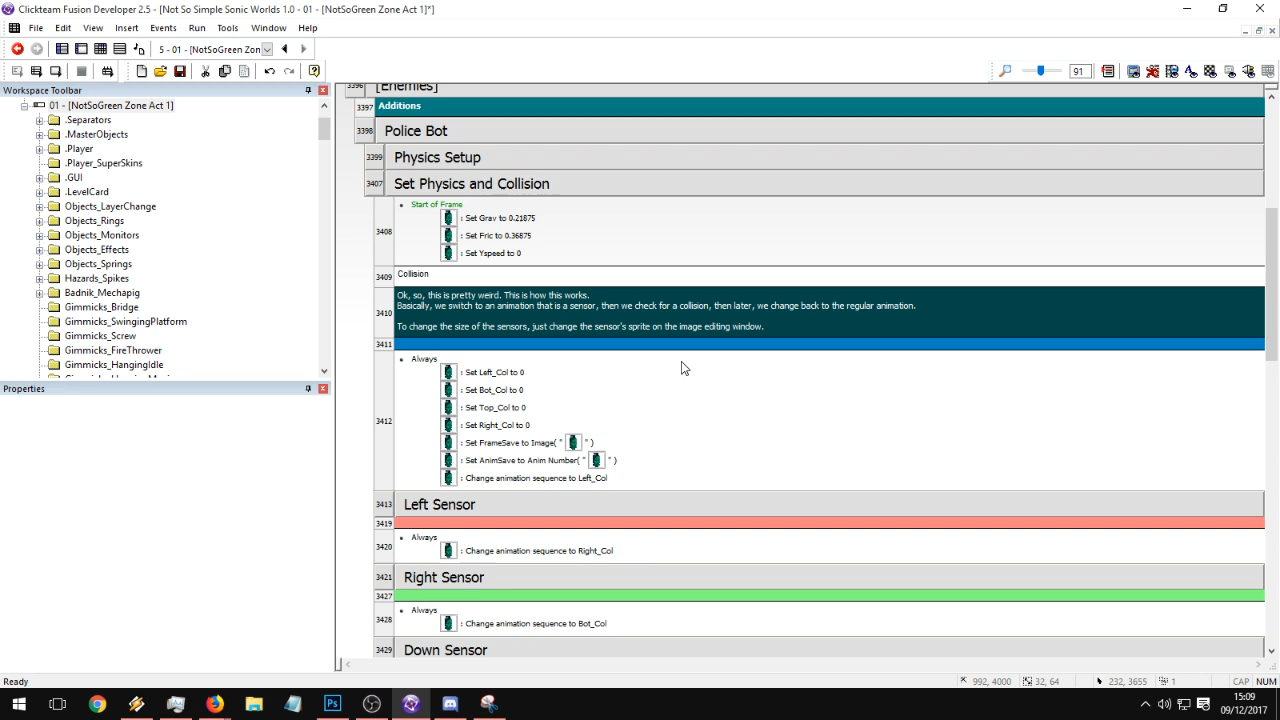 Clickteam Fusion Developer 2.5 - [Not So Simple Sonic Worlds 1.0 - 01 - [NotSoGreen Zone Act 1]*]
File Edit View Insert Events Run Tools Window Help
5 - 01 - [NotSoGreen Zon
91
Workspace Toolbar
01 - [NotSoGreen Zone Act 1]
.Separators
.MasterObjects
.Player
.Player_SuperSkins
.GUI
.LevelCard
Objects_LayerChange
Objects_Rings
Objects_Monitors
Objects_Effects
Objects_Springs
Hazards_Spikes
Badnik_Mechapig
Gimmicks_Bridge
Gimmicks_SwingingPlatform
Gimmicks_Screw
Gimmicks_FireThrower
Gimmicks_HangingIdle
Properties
3396 [Enemies]
3397 Additions
3398 Police Bot
3399 Physics Setup
3407 Set Physics and Collision
3408
• Start of Frame
: Set Grav to 0.21875
: Set Fric to 0.36875
: Set Yspeed to 0
3409 Collision
3410
Ok, so, this is pretty weird. This is how this works.
Basically, we switch to an animation that is a sensor, then we check for a collision, then later, we change back to the regular animation.
To change the size of the sensors, just change the sensor's sprite on the image editing window.
3411
3412
• Always
: Set Left_Col to 0
: Set Bot_Col to 0
: Set Top_Col to 0
: Set Right_Col to 0
: Set FrameSave to Image( " " )
: Set AnimSave to Anim Number( " " )
: Change animation sequence to Left_Col
3413 Left Sensor
3419
3420
• Always
: Change animation sequence to Right_Col
3421 Right Sensor
3427
3428
• Always
: Change animation sequence to Bot_Col
3429 Down Sensor
Ready
992, 4000 32, 64 232, 3655 1 CAP NUM
Ps
15:09
09/12/2017